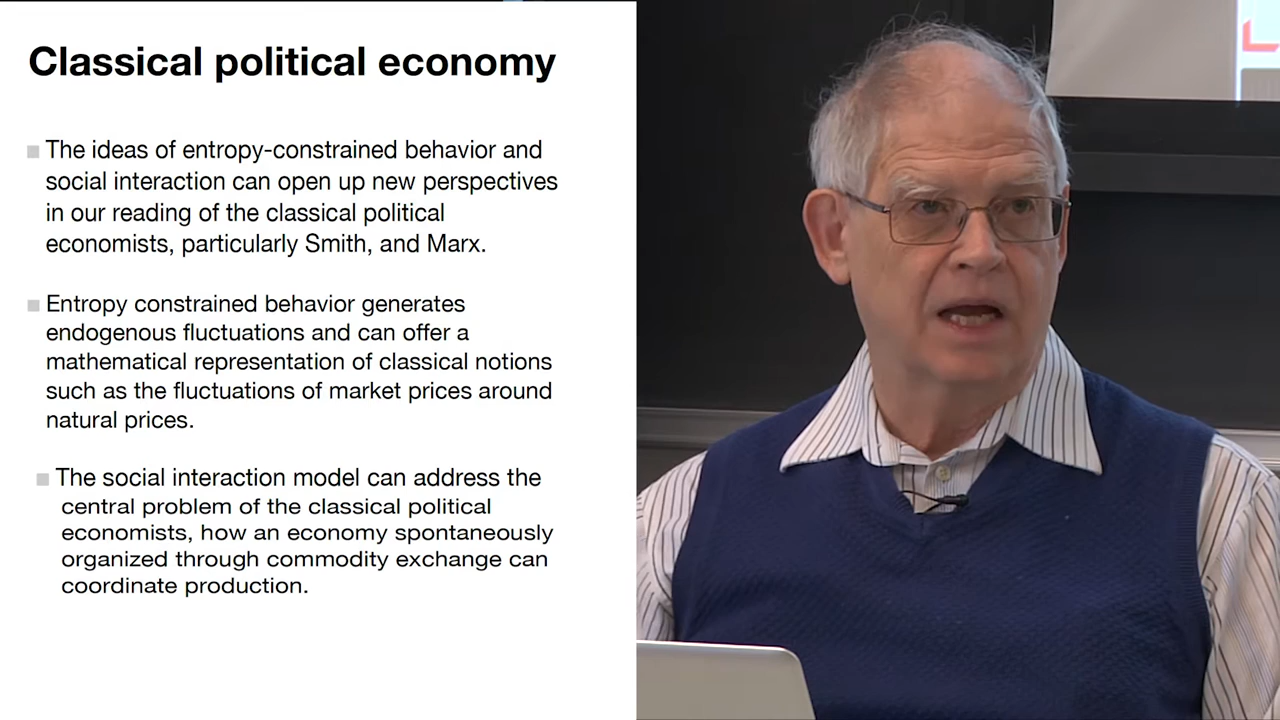 Classical political economy
The ideas of entropy-constrained behavior and
social interaction can open up new perspectives
in our reading of the classical political
economists, particularly Smith, and Marx.
Entropy constrained behavior generates
endogenous fluctuations and can offer a
mathematical representation of classical notions
such as the fluctuations of market prices around
natural prices.
The social interaction model can address the
central problem of the classical political
economists, how an economy spontaneously
organized through commodity exchange can
coordinate production.